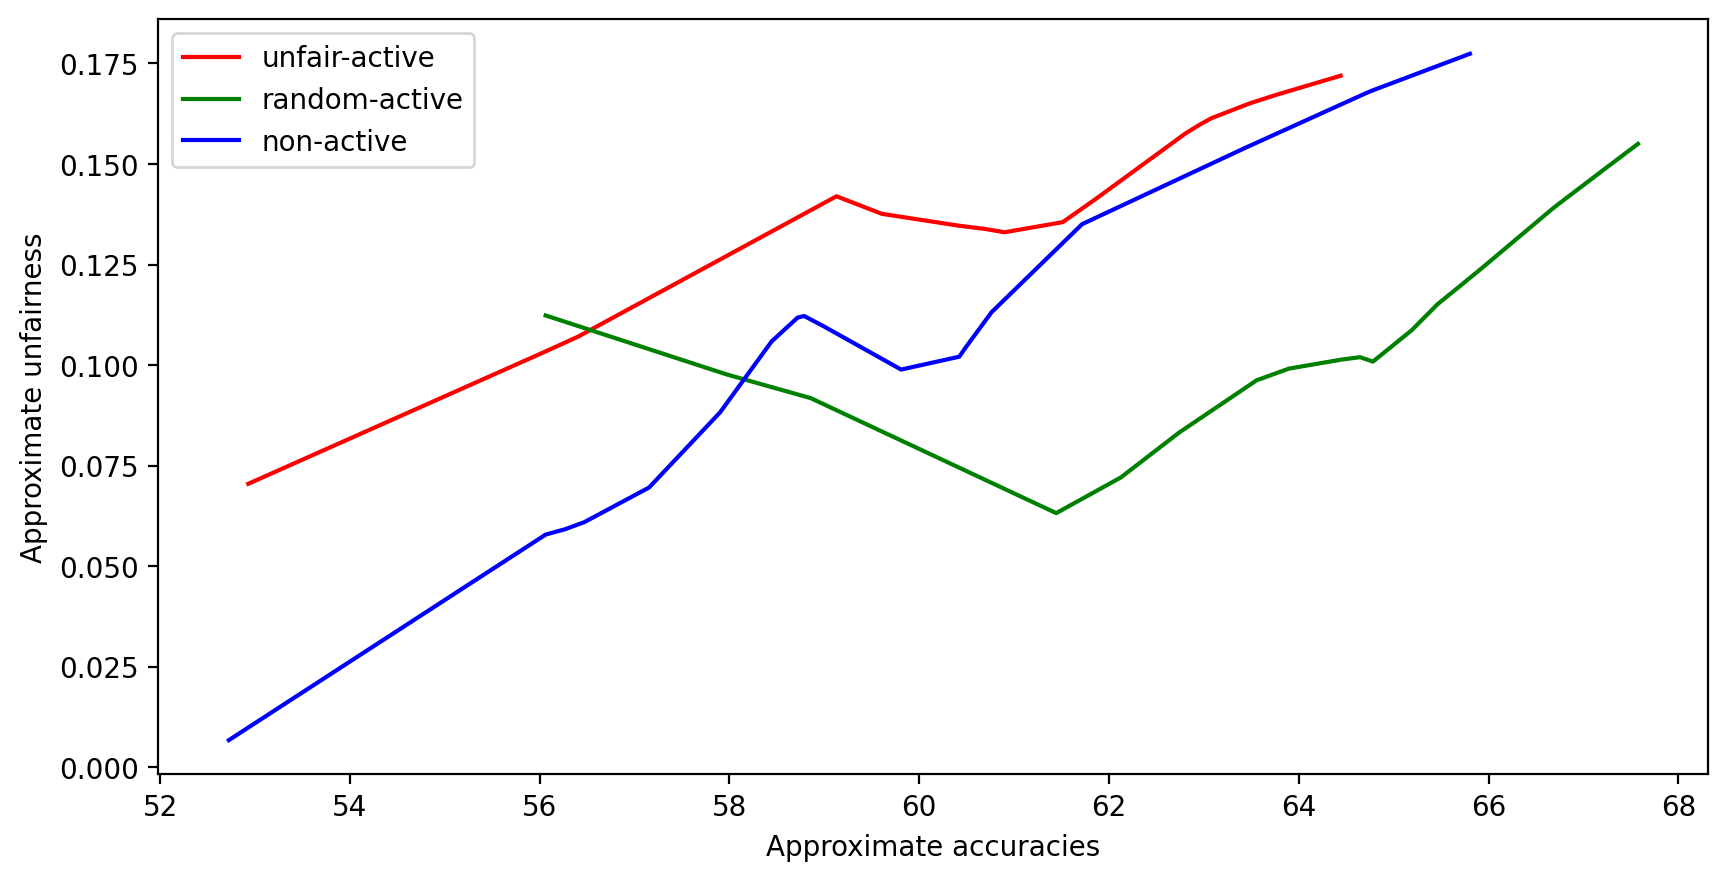 unfair-active
random-active
non-active
0.175
0.150
0.125
0.100
0.075
0.050
0.025
0.000
Approximate unfairness
52 54 56 58 60 62 64 66 68
Approximate accuracies